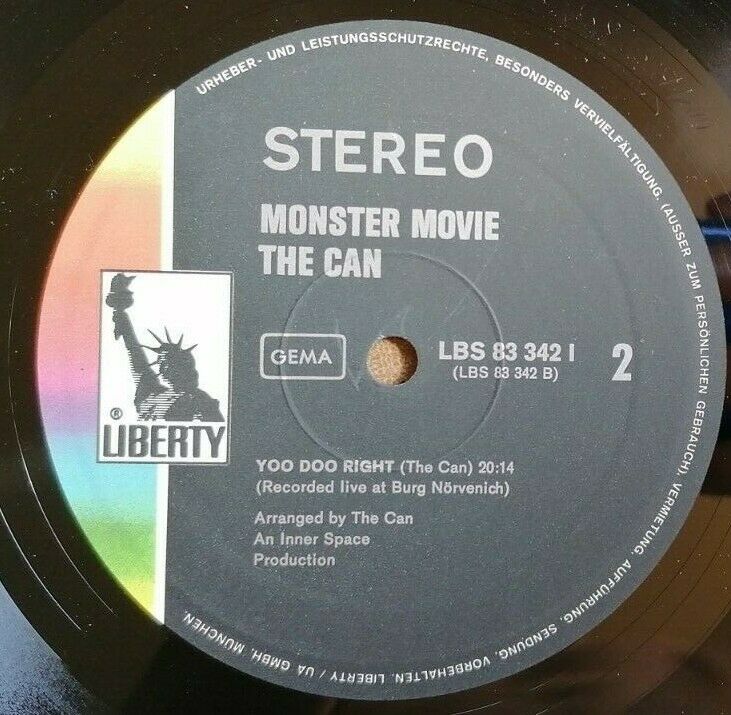 URHEBER- UND LEISTUNGSSCHUTZRECHTE, BESONDERS VERVIELFÄLTIGUNG, (AUSSER ZUM PERSÖNLICHEN GEBRAUCH), VERMIETUNG. AUFFÜHRUNG. SENDUNG. VORBEHALTEN. LIBERTY / UA GMBH. MÜNCHEN.
STEREO
MONSTER MOVIE
THE CAN
GEMA
LBS 83 342 I
(LBS 83 342 B)
2
®
LIBERTY
YOO DOO RIGHT (The Can) 20:14
(Recorded live at Burg Nörvenich)
Arranged by The Can
An Inner Space
Production